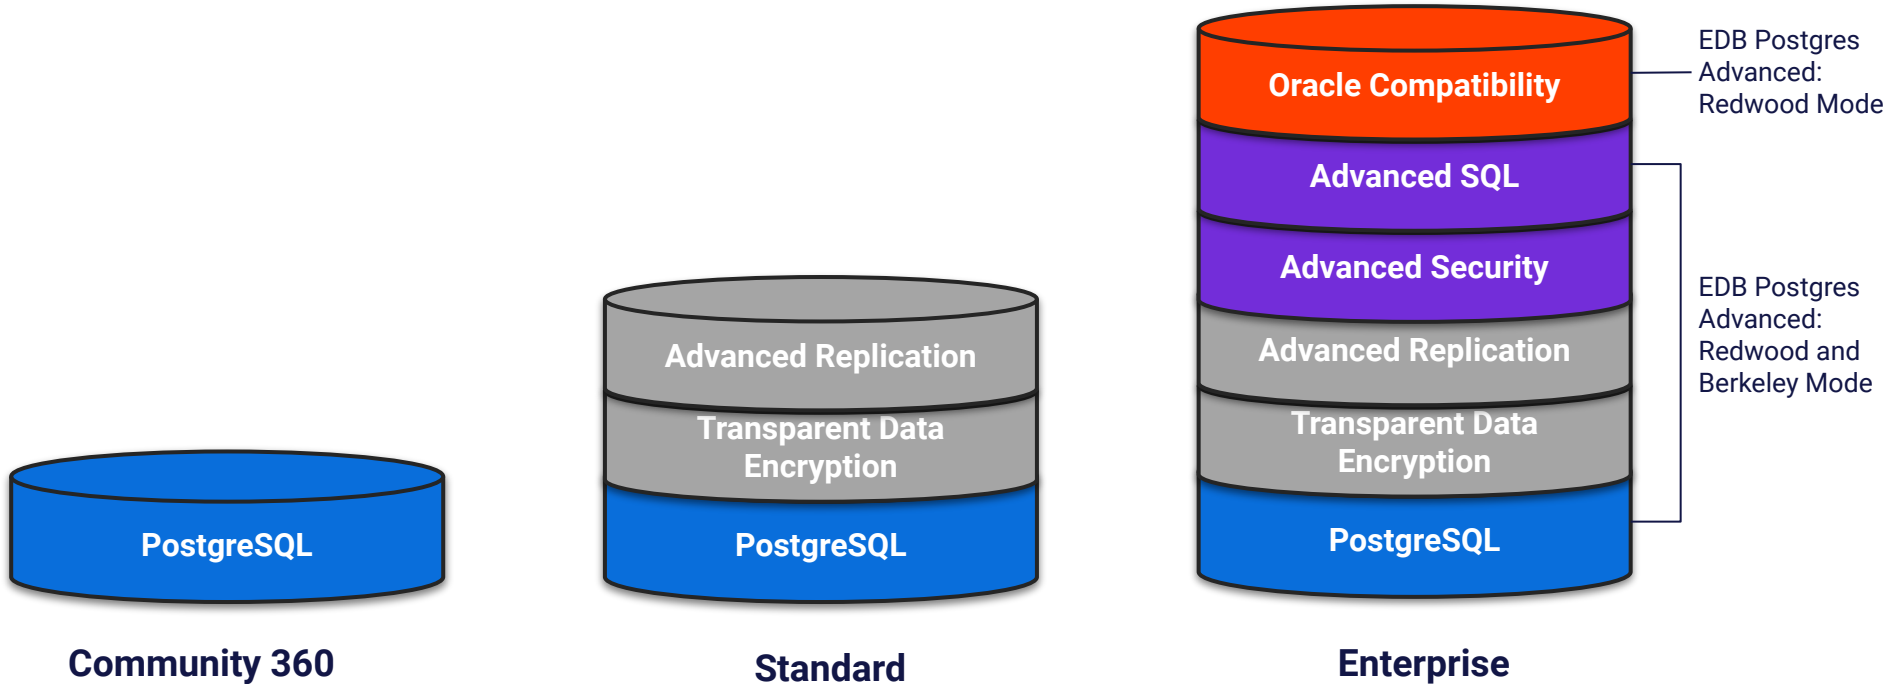 PostgreSQL
Community 360
Advanced Replication
Transparent Data
Encryption
PostgreSQL
Standard
Oracle Compatibility
Advanced SQL
Advanced Security
Advanced Replication
Transparent Data
Encryption
PostgreSQL
Enterprise
EDB Postgres
Advanced:
Redwood Mode
EDB Postgres
Advanced:
Redwood and
Berkeley Mode